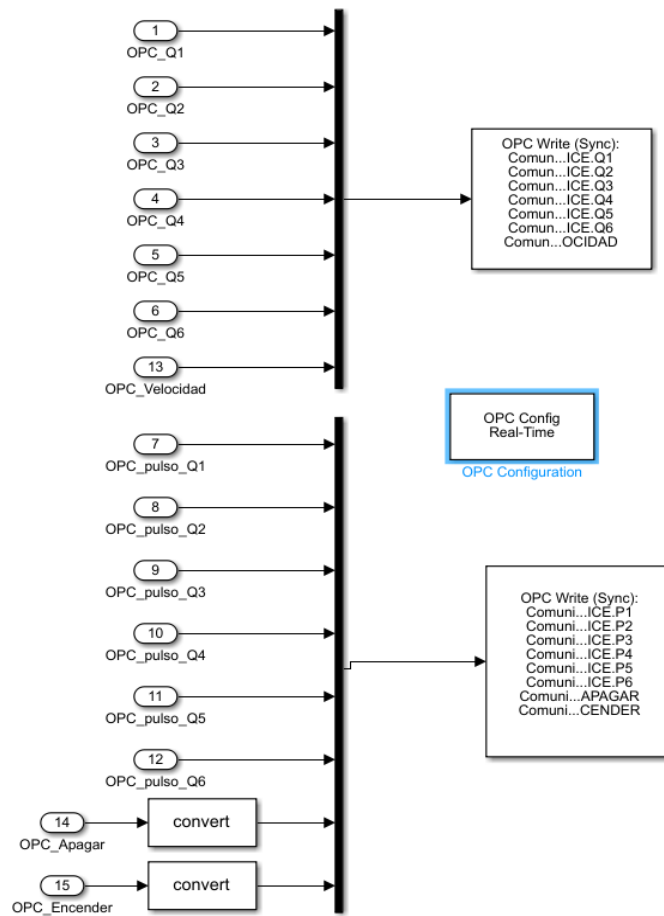 1
OPC_Q1
2
OPC_Q2
3
OPC_Q3
4
OPC_Q4
5
OPC_Q5
6
OPC_Q6
13
OPC_Velocidad
OPC Write (Sync):
Comun...ICE.Q1
Comun...ICE.Q2
Comun...ICE.Q3
Comun...ICE.Q4
Comun...ICE.Q5
Comun...ICE.Q6
Comun...OCIDAD
OPC Config
Real-Time
OPC Configuration
7
OPC_pulso_Q1
8
OPC_pulso_Q2
9
OPC_pulso_Q3
10
OPC_pulso_Q4
11
OPC_pulso_Q5
12
OPC_pulso_Q6
14
OPC_Apagar
convert
15
OPC_Encender
convert
OPC Write (Sync):
Comuni...ICE.P1
Comuni...ICE.P2
Comuni...ICE.P3
Comuni...ICE.P4
Comuni...ICE.P5
Comuni...ICE.P6
Comuni...APAGAR
Comuni...CENDER